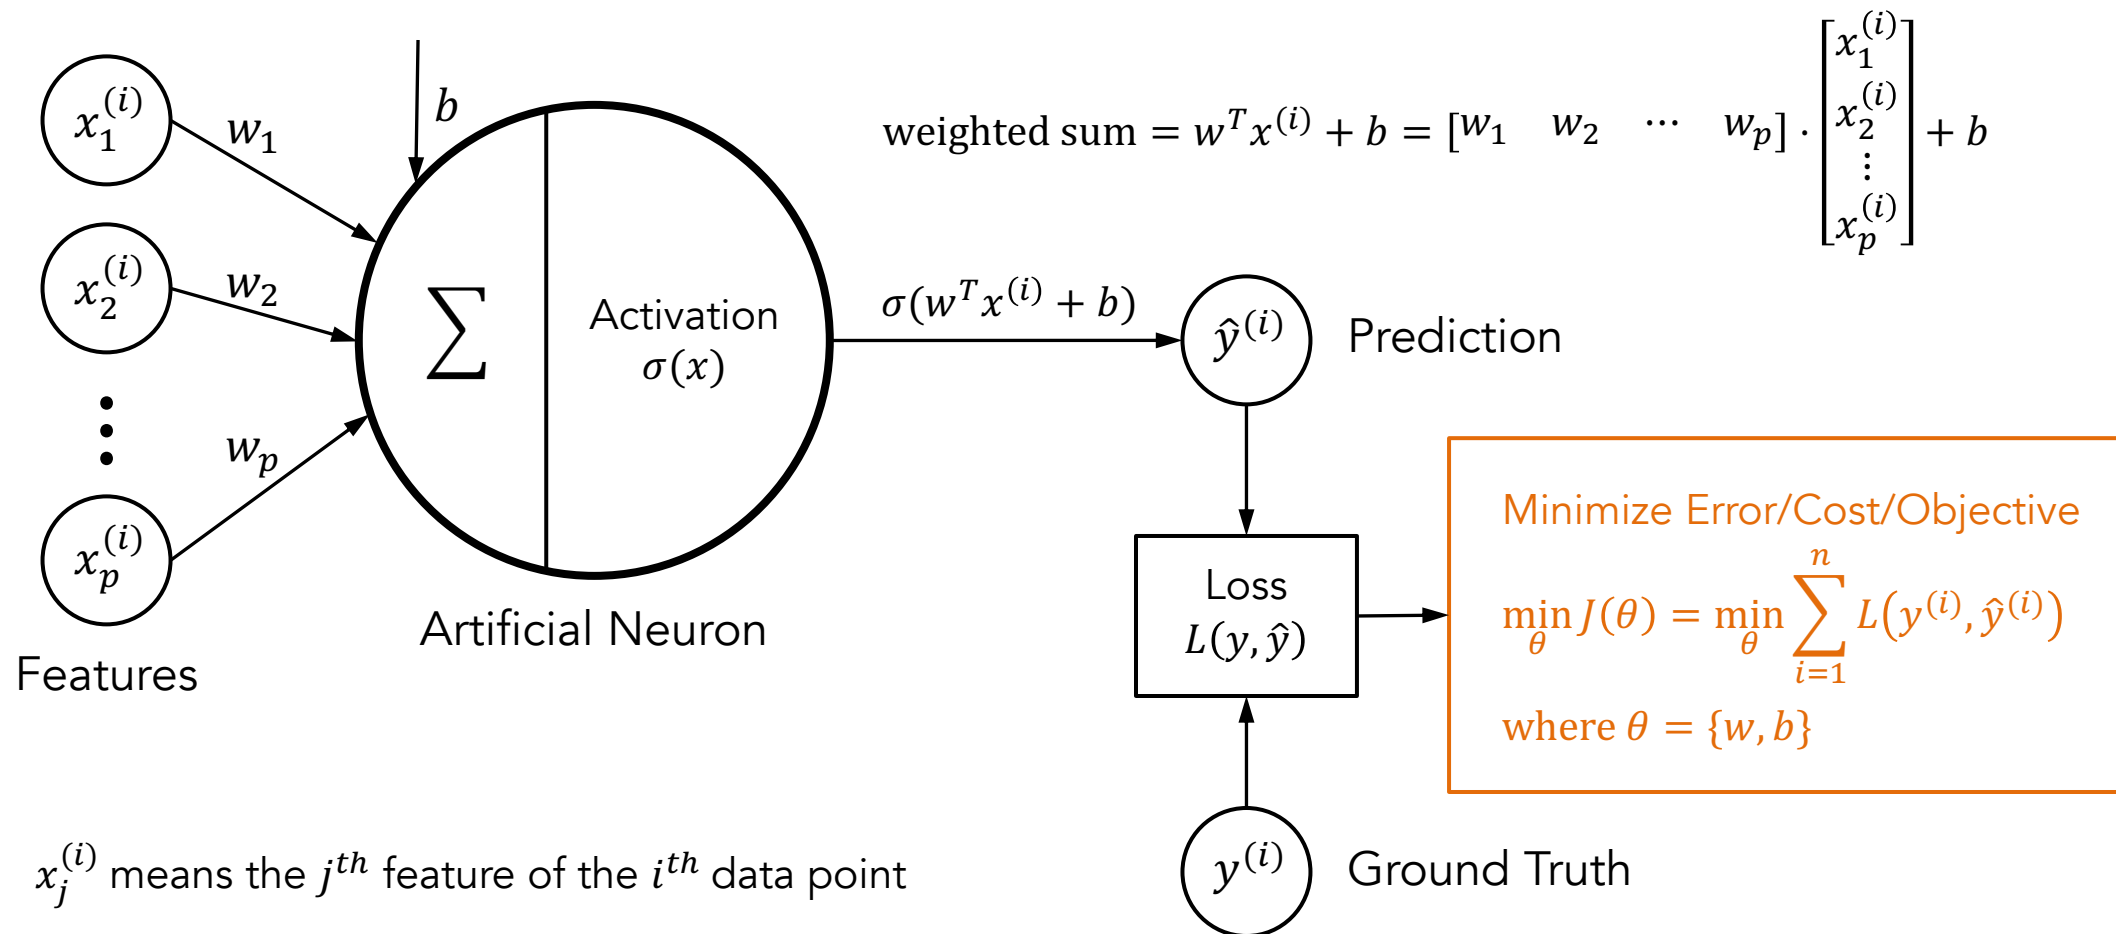 x_1^{(i)}
w_1
b
weighted sum = w^T x^{(i)} + b = [w_1 w_2 ⋯ w_p] · [x_1^{(i)} x_2^{(i)} ⋮ x_p^{(i)}] + b
x_2^{(i)}
w_2
∑
Activation
σ(x)
σ(w^T x^{(i)} + b)
ŷ^{(i)}
Prediction
w_p
x_p^{(i)}
Features
Artificial Neuron
Loss
L(y, ŷ)
Minimize Error/Cost/Objective
min_θ J(θ) = min_θ ∑_{i=1}^{n} L(y^{(i)}, ŷ^{(i)})
where θ = {w, b}
y^{(i)}
Ground Truth
x_j^{(i)} means the j^{th} feature of the i^{th} data point